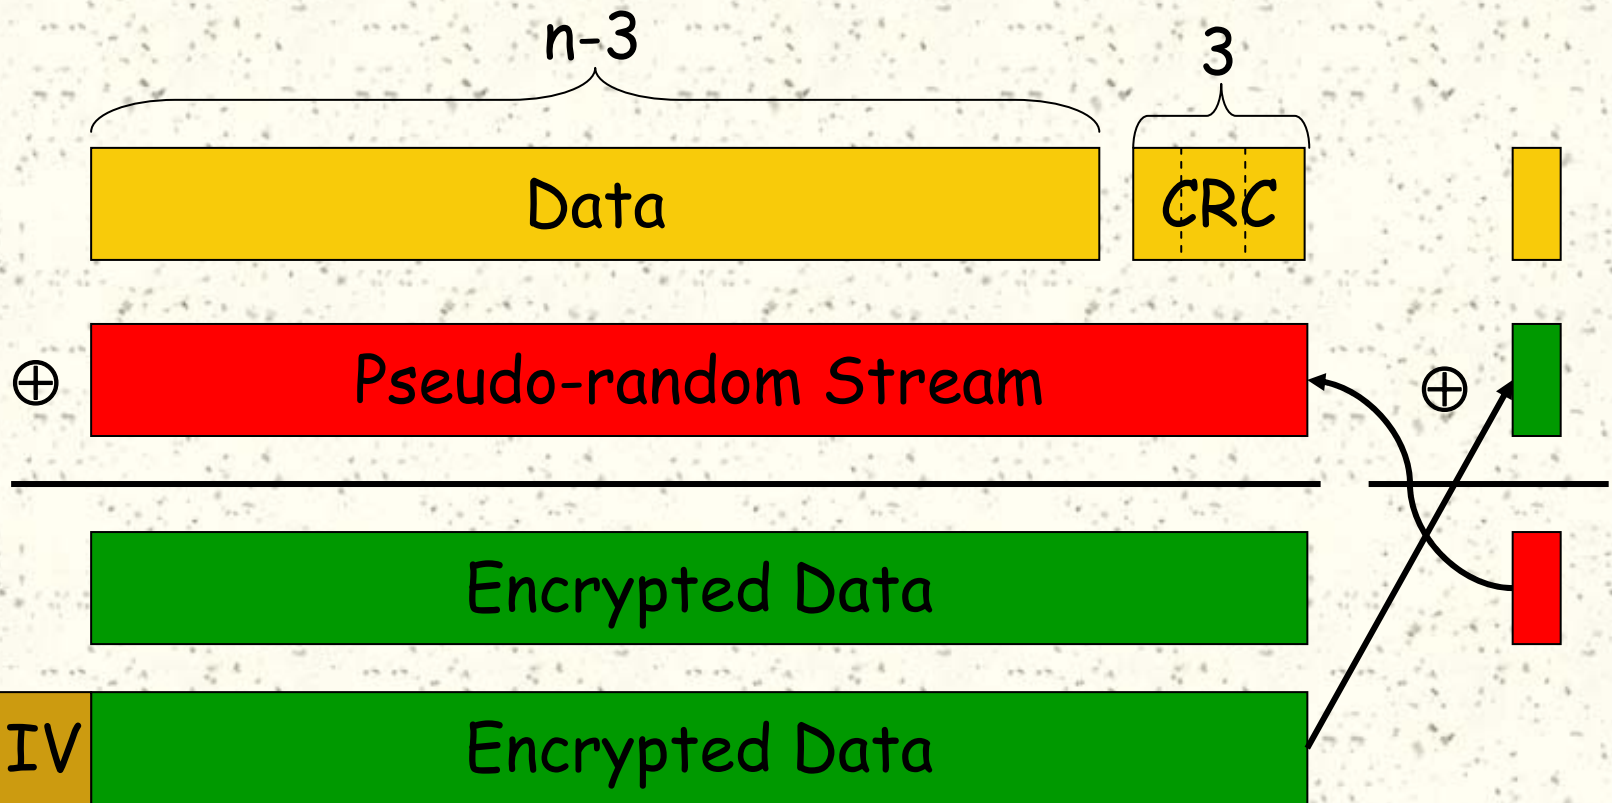 n-3
3
Data
CRC
⊕
Pseudo-random Stream
⊕
Encrypted Data
IV
Encrypted Data